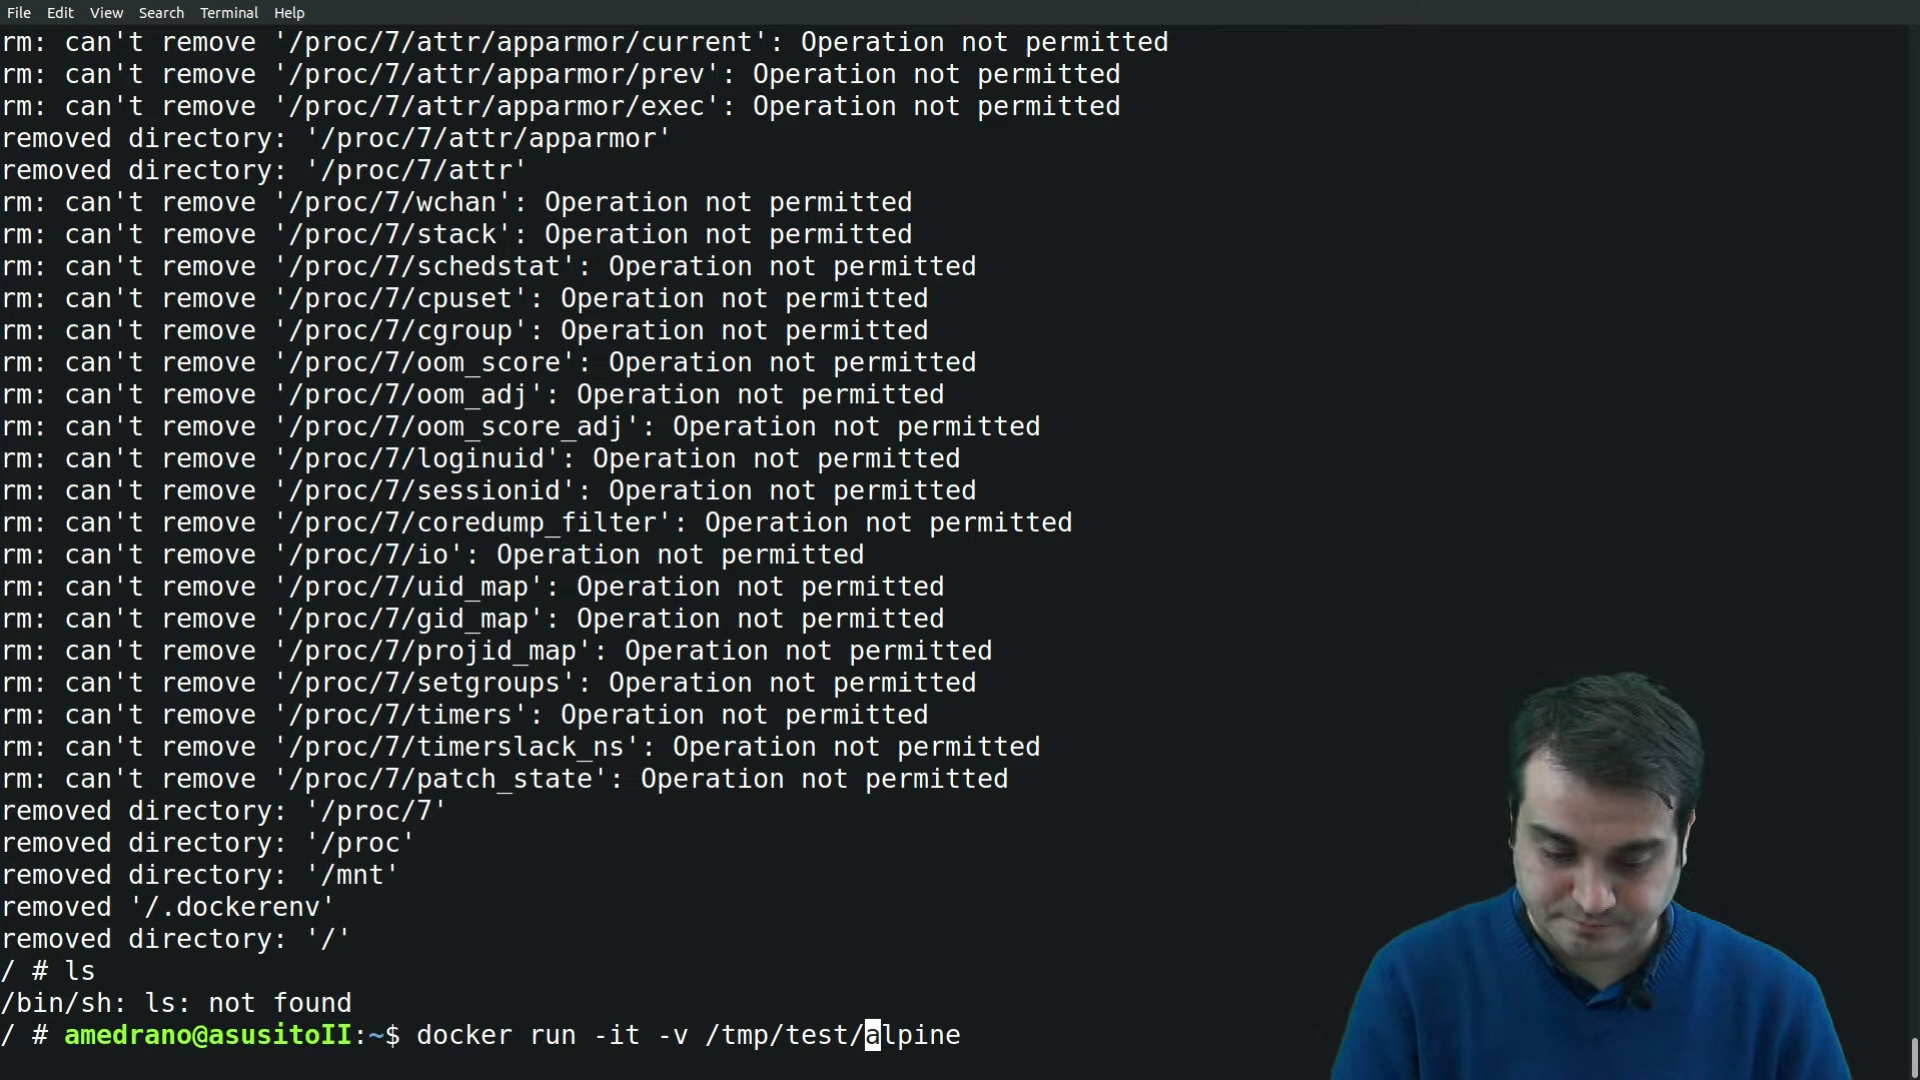 File Edit View Search Terminal Help
rm: can't remove '/proc/7/attr/apparmor/current': Operation not permitted
rm: can't remove '/proc/7/attr/apparmor/prev': Operation not permitted
rm: can't remove '/proc/7/attr/apparmor/exec': Operation not permitted
removed directory: '/proc/7/attr/apparmor'
removed directory: '/proc/7/attr'
rm: can't remove '/proc/7/wchan': Operation not permitted
rm: can't remove '/proc/7/stack': Operation not permitted
rm: can't remove '/proc/7/schedstat': Operation not permitted
rm: can't remove '/proc/7/cpuset': Operation not permitted
rm: can't remove '/proc/7/cgroup': Operation not permitted
rm: can't remove '/proc/7/oom_score': Operation not permitted
rm: can't remove '/proc/7/oom_adj': Operation not permitted
rm: can't remove '/proc/7/oom_score_adj': Operation not permitted
rm: can't remove '/proc/7/loginuid': Operation not permitted
rm: can't remove '/proc/7/sessionid': Operation not permitted
rm: can't remove '/proc/7/coredump_filter': Operation not permitted
rm: can't remove '/proc/7/io': Operation not permitted
rm: can't remove '/proc/7/uid_map': Operation not permitted
rm: can't remove '/proc/7/gid_map': Operation not permitted
rm: can't remove '/proc/7/projid_map': Operation not permitted
rm: can't remove '/proc/7/setgroups': Operation not permitted
rm: can't remove '/proc/7/timers': Operation not permitted
rm: can't remove '/proc/7/timerslack_ns': Operation not permitted
rm: can't remove '/proc/7/patch_state': Operation not permitted
removed directory: '/proc/7'
removed directory: '/proc'
removed directory: '/mnt'
removed '/.dockerenv'
removed directory: '/'
/ # ls
/bin/sh: ls: not found
/ # amedrano@asusitoII:~$ docker run -it -v /tmp/test/alpine